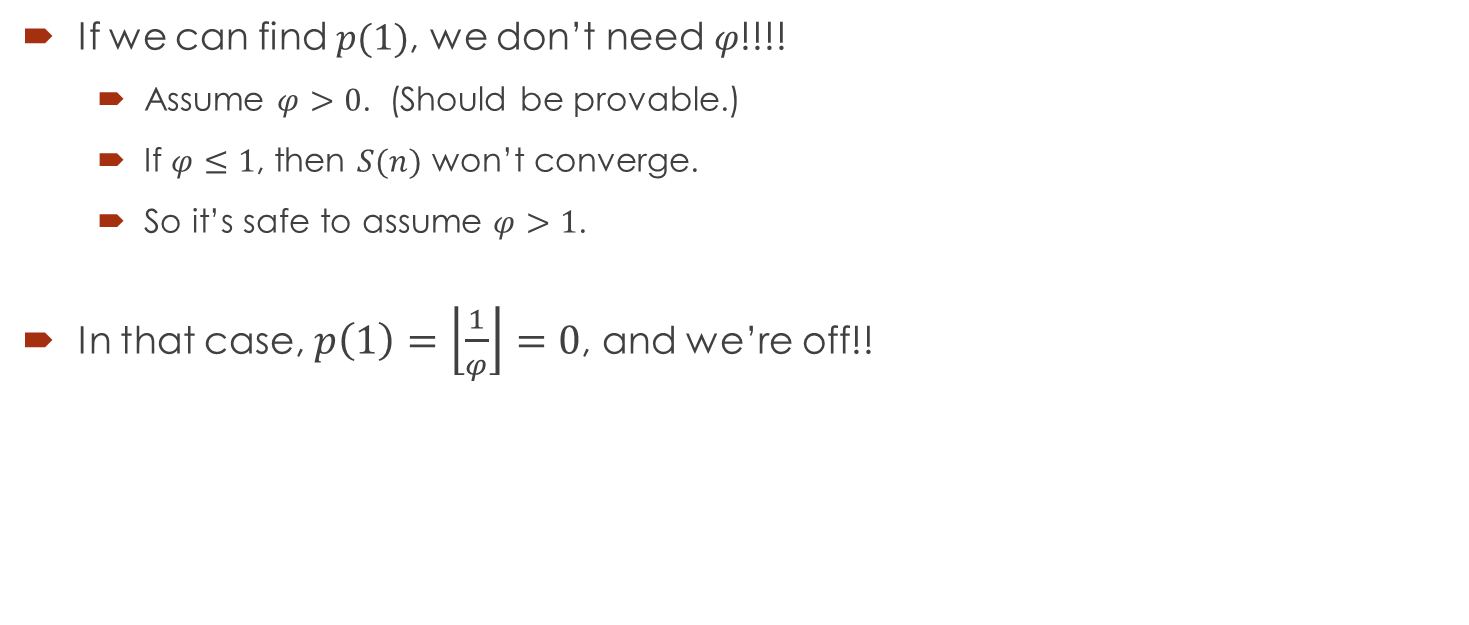 If we can find p(1), we don't need φ!!!!
Assume φ > 0. (Should be provable.)
If φ ≤ 1, then S(n) won't converge.
So it's safe to assume φ > 1.
In that case, p(1) = ⌊1/φ⌋ = 0, and we're off!!